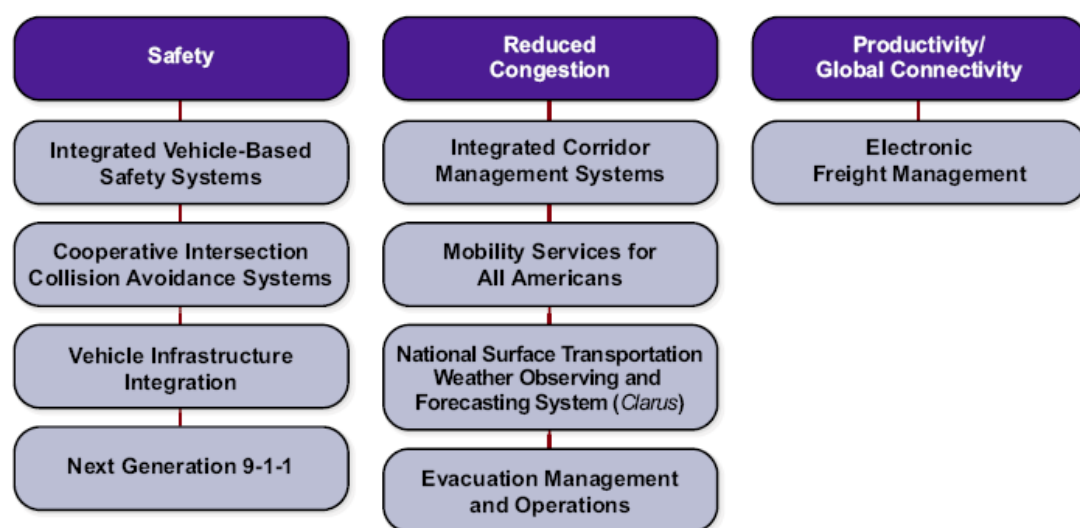 Safety
Integrated Vehicle-Based
Safety Systems
Cooperative Intersection
Collision Avoidance Systems
Vehicle Infrastructure
Integration
Next Generation 9-1-1
Reduced
Congestion
Integrated Corridor
Management Systems
Mobility Services for
All Americans
National Surface Transportation
Weather Observing and
Forecasting System (Clarus)
Evacuation Management
and Operations
Productivity/
Global Connectivity
Electronic
Freight Management